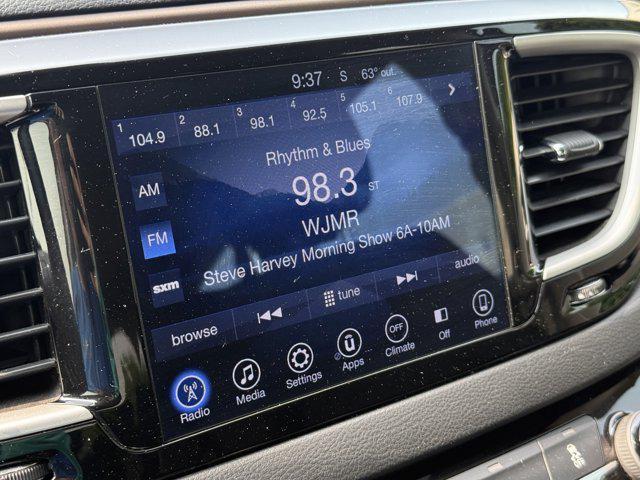 9:37 S 63° out.
1 104.9 2 88.1 3 98.1 4 92.5 5 105.1 6 107.9 >
Rhythm & Blues
AM 98.3 ST
FM WJMR
Steve Harvey Morning Show 6A-10AM
sxm
browse tune audio
Radio Media Settings Apps OFF Climate Off Phone